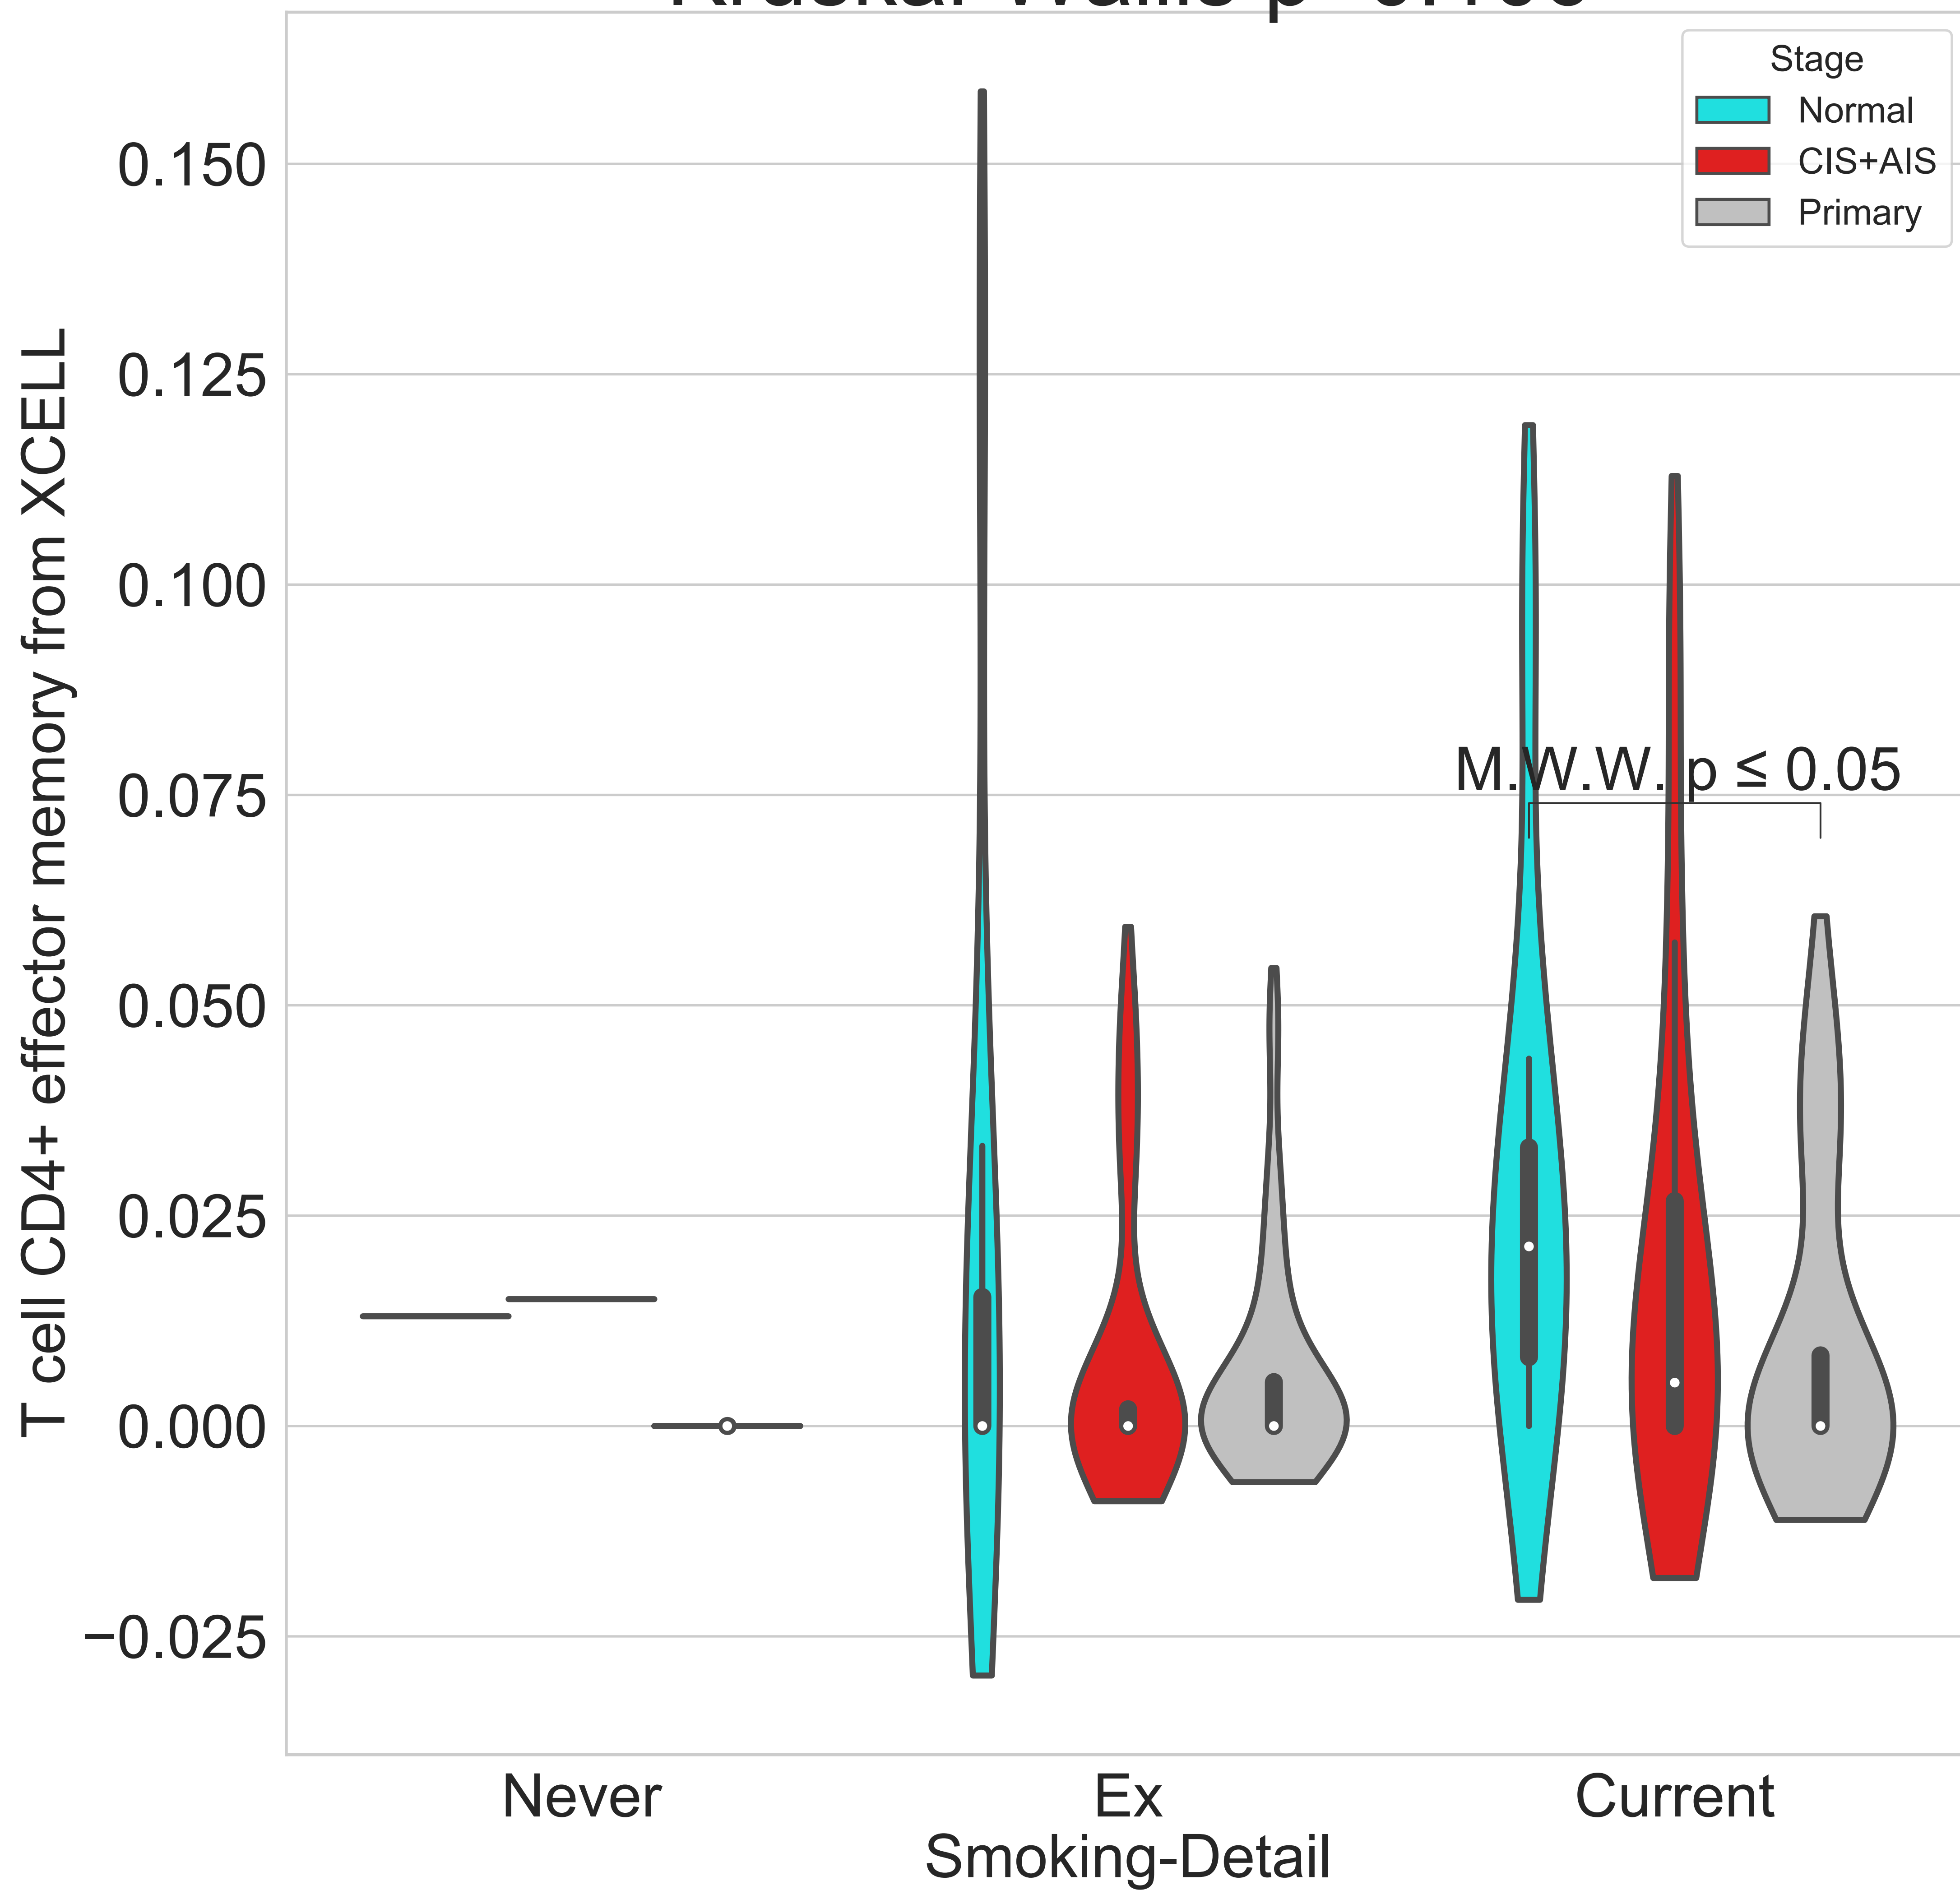 Stage
Normal
CIS+AIS
Primary
0.150
0.125
0.100
0.075
0.050
0.025
0.000
−0.025
T cell CD4+ effector memory from XCELL
M.W.W. p ≤ 0.05
Never
Ex
Current
Smoking-Detail